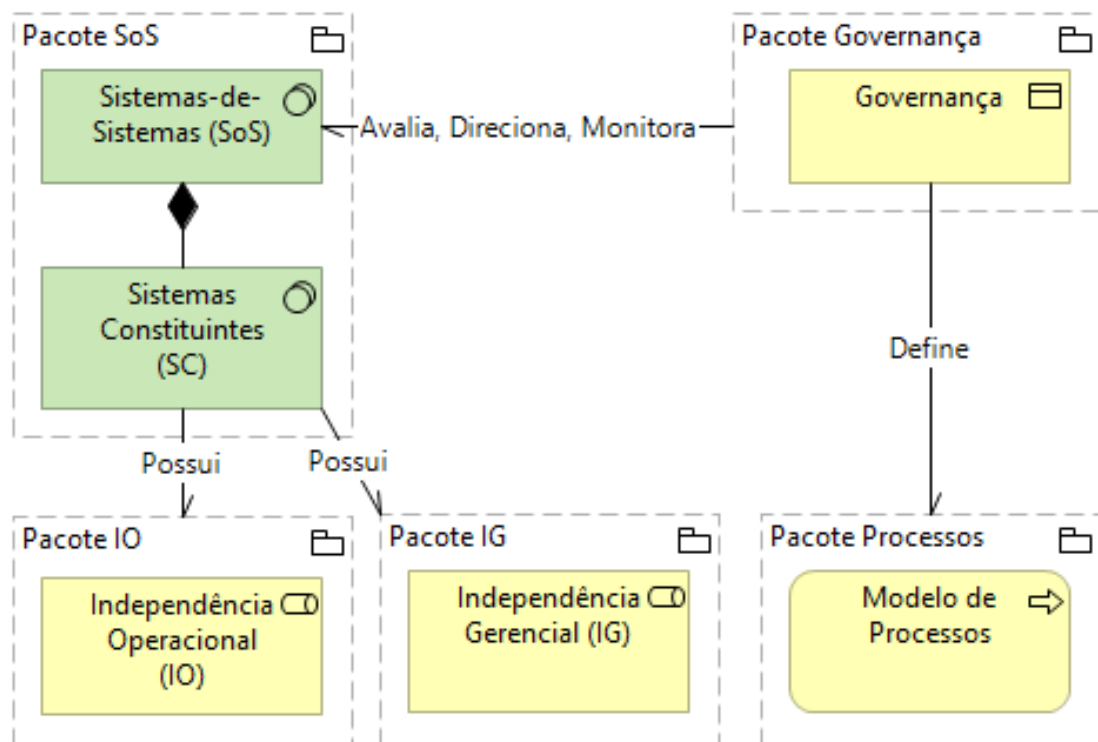 Pacote SoS
Sistemas-de-
Sistemas (SoS)
Avalia, Direciona, Monitora
Pacote Governança
Governança
Sistemas
Constituintes
(SC)
Define
Possui
Possui
Pacote IO
Independência
Operacional
(IO)
Pacote IG
Independência
Gerencial (IG)
Pacote Processos
Modelo de
Processos